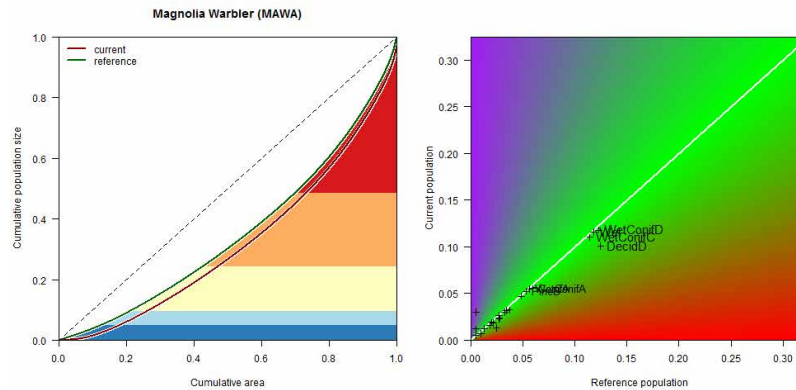 Magnolia Warbler (MAWA)
current
reference
Cumulative population size
1.0
0.8
0.6
0.4
0.2
0.0
0.0 0.2 0.4 0.6 0.8 1.0
Cumulative area
Current population
0.30
0.25
0.20
0.15
0.10
0.05
0.00
WetConifD
WetConifC
DecidD
0.00 0.05 0.10 0.15 0.20 0.25 0.30
Reference population